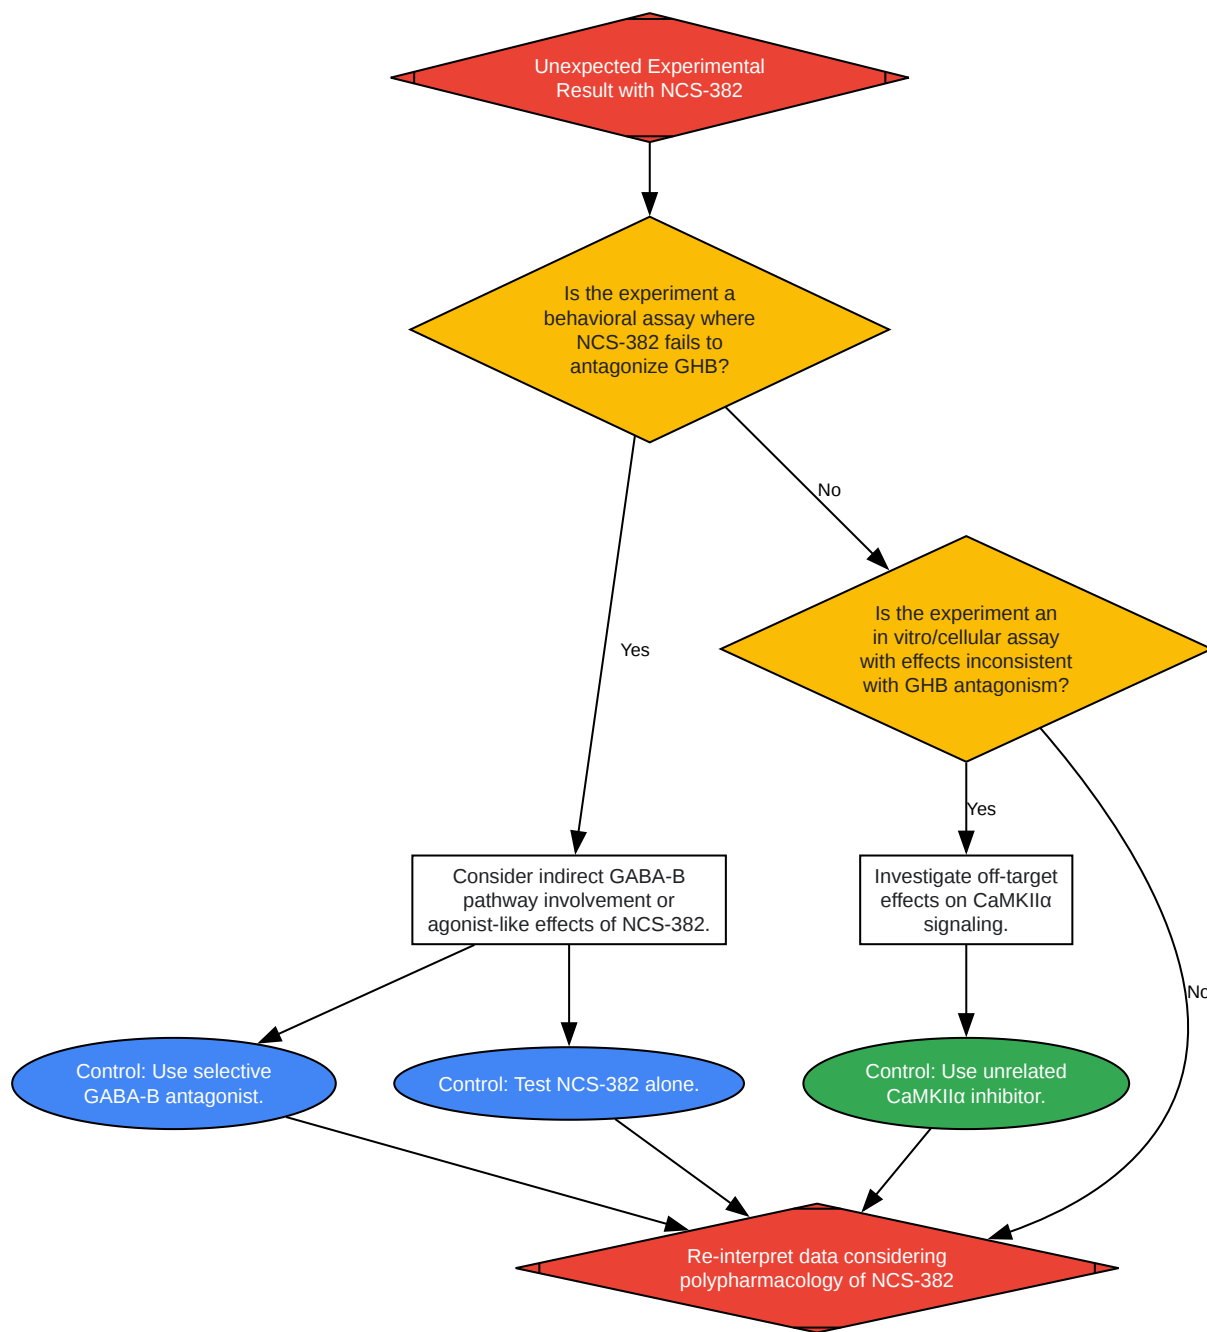 Unexpected Experimental
Result with NCS-382
Is the experiment a
behavioral assay where
NCS-382 fails to
antagonize GHB?
No
Is the experiment an
in vitro/cellular assay
with effects inconsistent
with GHB antagonism?
Yes
Yes
Consider indirect GABA-B
pathway involvement or
agonist-like effects of NCS-382.
Investigate off-target
effects on CaMKIIα
signaling.
No
Control: Use selective
GABA-B antagonist.
Control: Test NCS-382 alone.
Control: Use unrelated
CaMKIIα inhibitor.
Re-interpret data considering
polypharmacology of NCS-382